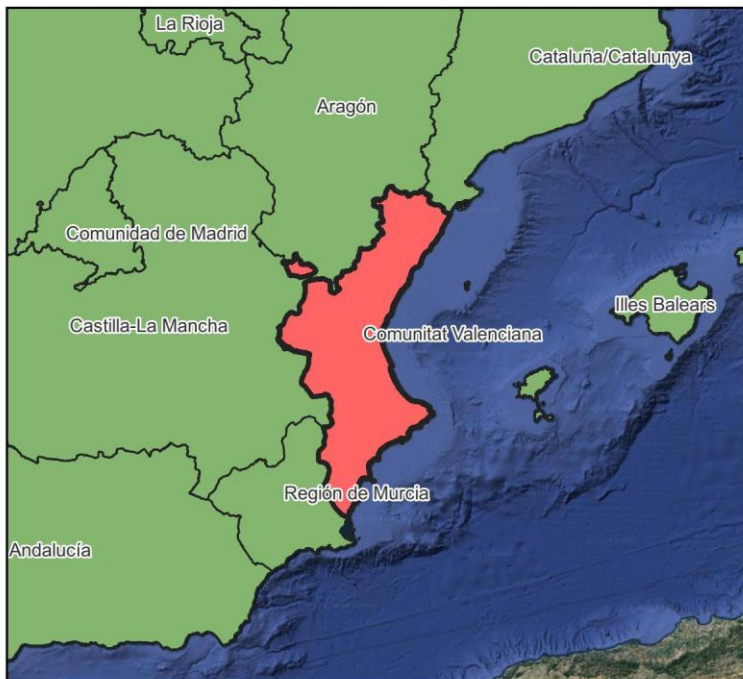 La Rioja
Cataluña/Catalunya
Aragón
Comunidad de Madrid
Illes Balears
Castilla-La Mancha
Comunitat Valenciana
Región de Murcia
Andalucía